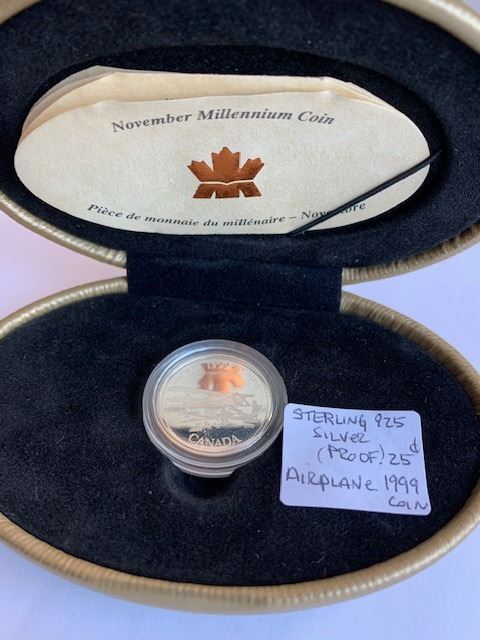 November Millennium Coin
Pièce de monnaie du millénaire – Novembre
CANADA
STERLING 925
SILVER
(PROOF) 25¢
AIRPLANE 1999
COIN